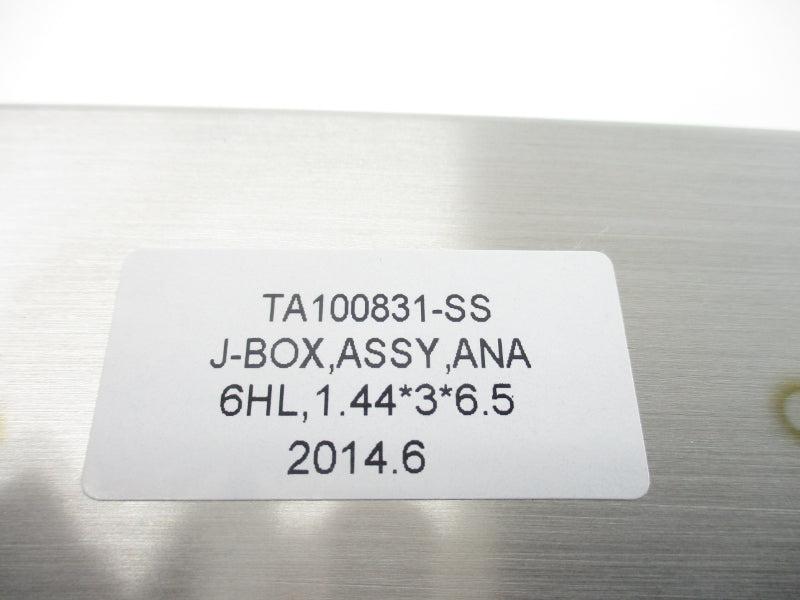 TA100831-SS
J-BOX,ASSY,ANA
6HL,1.44*3*6.5
2014.6